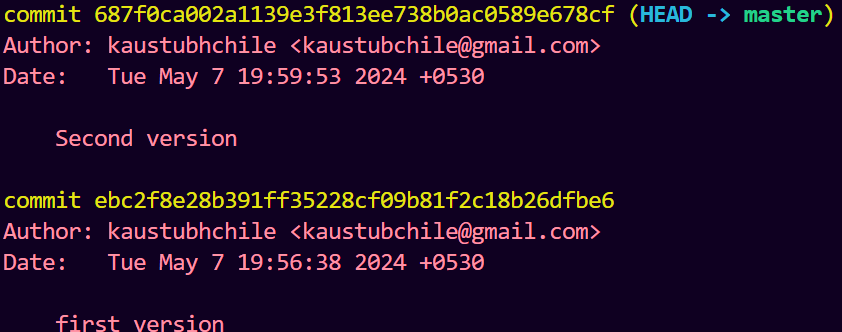 commit 687f0ca002a1139e3f813ee738b0ac0589e678cf (HEAD -> master)
Author: kaustubhchile <kaustubchile@gmail.com>
Date:   Tue May 7 19:59:53 2024 +0530
    Second version
commit ebc2f8e28b391ff35228cf09b81f2c18b26dfbe6
Author: kaustubhchile <kaustubchile@gmail.com>
Date:   Tue May 7 19:56:38 2024 +0530
    first version